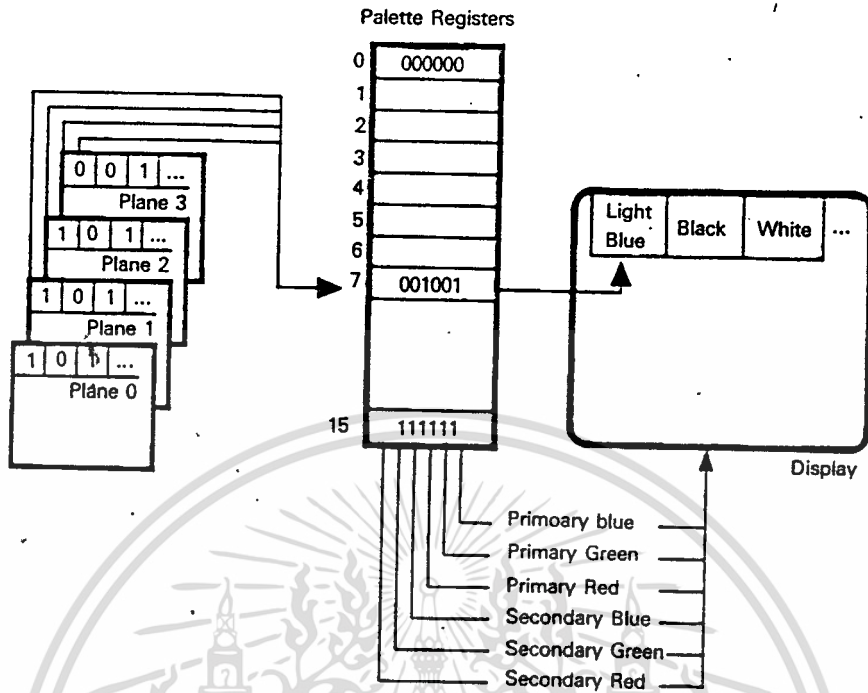 Palette Registers
0 000000
1
2
3
4
5
6
7 001001
15 111111
0 0 1 ...
Plane 3
1 0 1 ...
Plane 2
1 0 1 ...
Plane 1
1 0 1 ...
Plane 0
Light Blue
Black
White
...
Display
Primoary blue
Primary Green
Primary Red
Secondary Blue
Secondary Green
Secondary Red